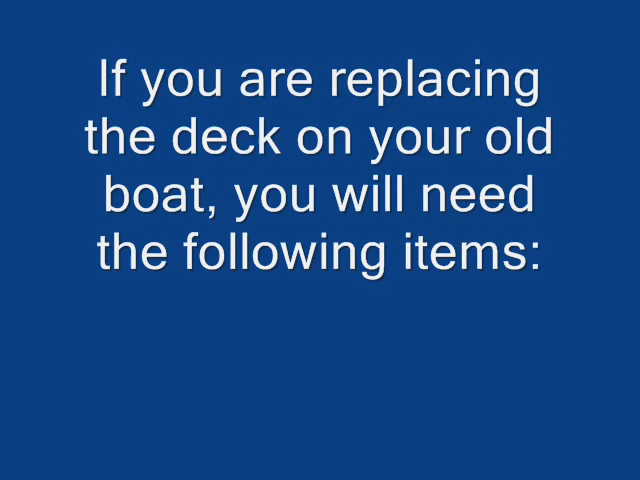 If you are replacing
the deck on your old
boat, you will need
the following items: